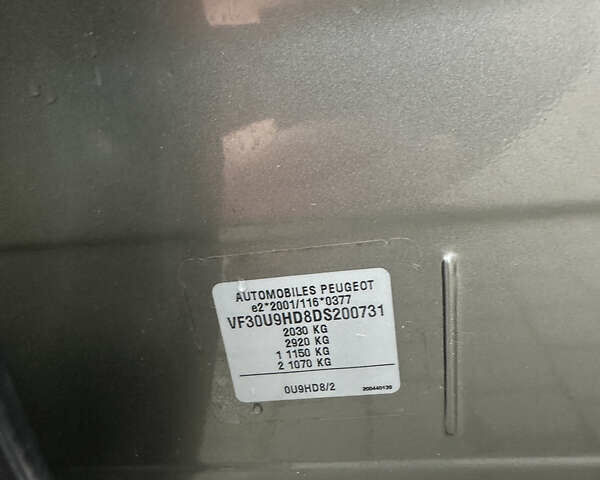 AUTOMOBILES PEUGEOT
e2*2001/116*0377
VF30U9HD8DS200731
2030 KG
2920 KG
1 1150 KG
2 1070 KG
0U9HD8/2